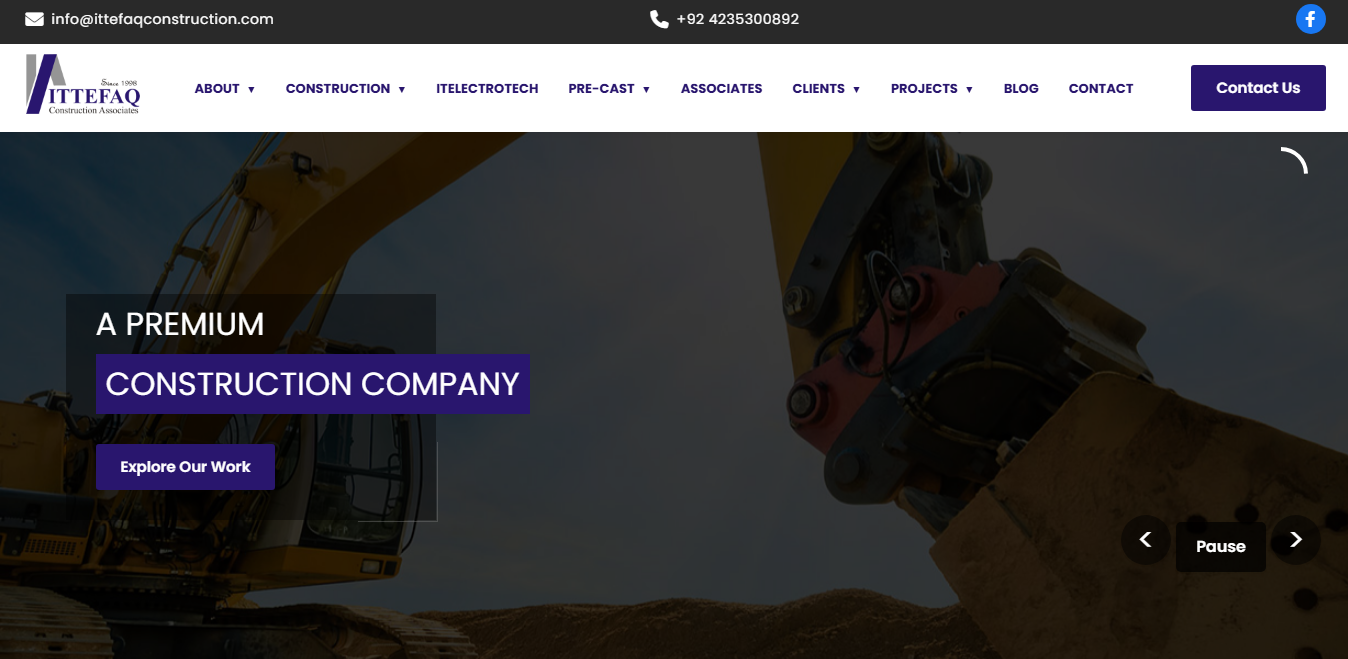 info@ittefaqconstruction.com
+92 4235300892
Since 1998
ITTEFAQ
Construction Associates
ABOUT ▼
CONSTRUCTION ▼
ITELECTROTECH
PRE-CAST ▼
ASSOCIATES
CLIENTS ▼
PROJECTS ▼
BLOG
CONTACT
Contact Us
A PREMIUM
CONSTRUCTION COMPANY
Explore Our Work
Pause